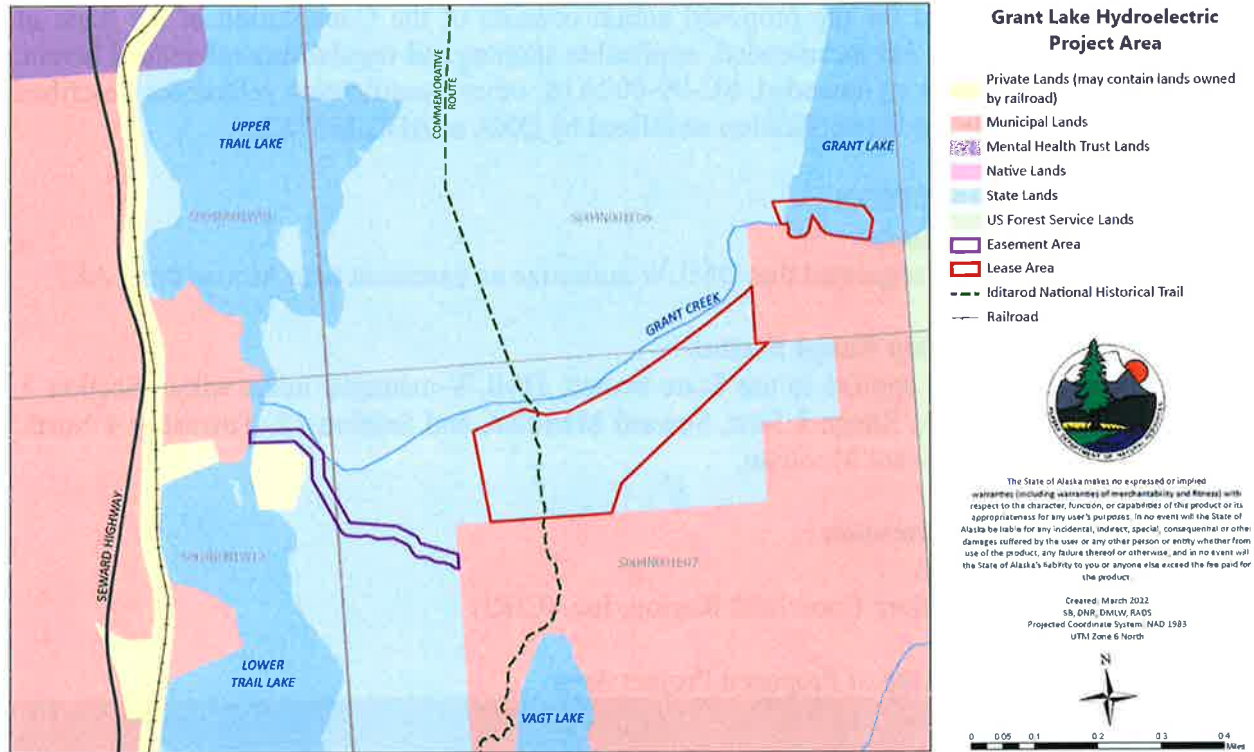 Grant Lake Hydroelectric
Project Area
Private Lands (may contain lands owned
by railroad)
Municipal Lands
Mental Health Trust Lands
Native Lands
State Lands
US Forest Service Lands
Easement Area
Lease Area
Iditarod National Historical Trail
Railroad
The State of Alaska makes no expressed or implied
warranties (including warranties of merchantability and fitness) with
respect to the character, function, or capabilities of this product or its
appropriateness for any user's purposes. In no event will the State of
Alaska be liable for any incidental, indirect, special, consequential or other
damages suffered by the user or any other person or entity whether from
use of the product, any failure thereof or otherwise, and in no event will
the State of Alaska's liability to you or anyone else exceed the fee paid for
the product.
Created: March 2022
SB, DNR, DMLW, RADS
Projected Coordinate System: NAD 1983
UTM Zone 6 North
N
0 0.05 0.1 0.2 0.3 0.4
Miles
UPPER
TRAIL LAKE
COMMEMORATIVE
ROUTE
GRANT LAKE
GRANT CREEK
SEWARD HIGHWAY
LOWER
TRAIL LAKE
VAGT LAKE